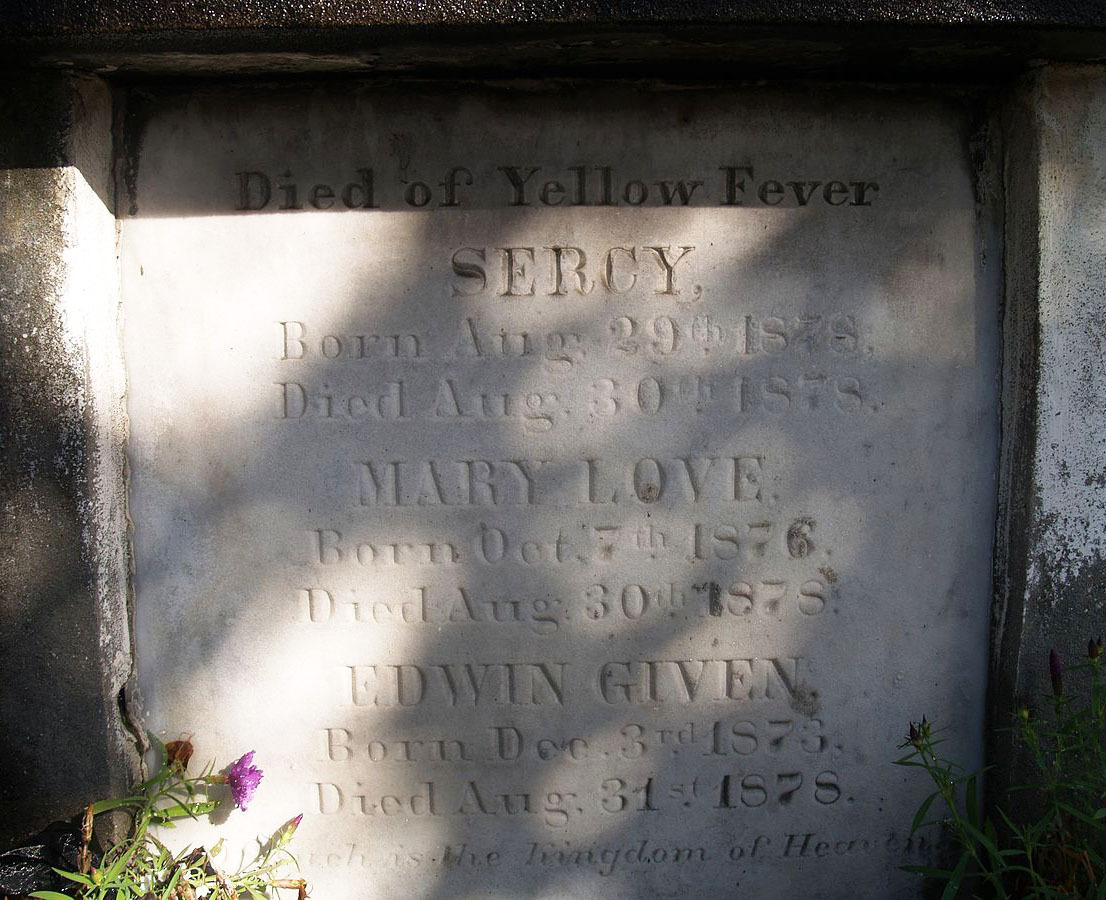 Died of Yellow Fever
SERCY,
Born Aug. 29th 1878,
Died Aug. 30th 1878.
MARY LOVE.
Born Oct. 7th 1876.
Died Aug. 30th 1878.
EDWIN GIVEN.
Born Dec. 3rd 1873.
Died Aug. 31st 1878.
is the kingdom of Heaven.